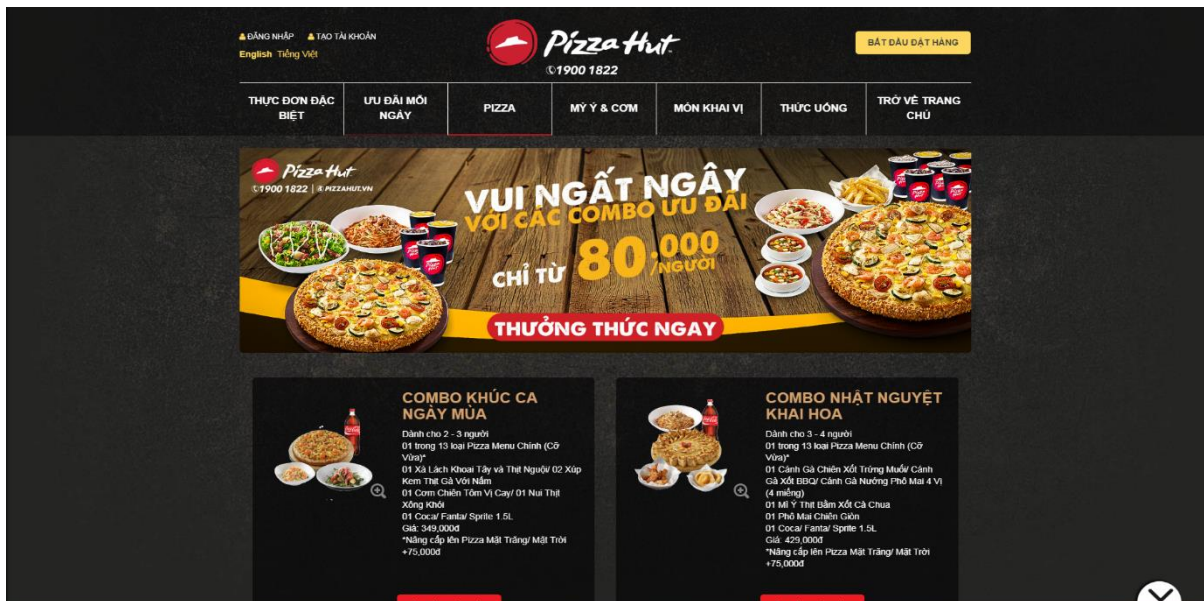 ĐĂNG NHẬP TẠO TÀI KHOẢN
English Tiếng Việt
Pizza Hut
1900 1822
BẮT ĐẦU ĐẶT HÀNG
THỰC ĐƠN ĐẶC
BIỆT
ƯU ĐÃI MỖI
NGÀY
PIZZA
MỲ Ý & CƠM
MÓN KHAI VỊ
THỨC UỐNG
TRỞ VỀ TRANG
CHỦ
Pizza Hut
1900 1822 | PIZZAHUT.VN
VUI NGẤT NGÂY
VỚI CÁC COMBO ƯU ĐÃI
CHỈ TỪ 80.000
/NGƯỜI
THƯỞNG THỨC NGAY
COMBO KHÚC CA
NGÀY MÙA
Dành cho 2 - 3 người
01 trong 13 loại Pizza Menu Chính (Cỡ
Vừa)*
01 Xà Lách Khoai Tây và Thịt Nguội/ 02 Xúp
Kem Thịt Gà Với Nấm
01 Cơm Chiên Tôm Vị Cay/ 01 Nui Thịt
Xông Khói
01 Coca/ Fanta/ Sprite 1.5L
Giá: 349,000đ
*Nâng cấp lên Pizza Mặt Trăng/ Mặt Trời
+75,000đ
COMBO NHẬT NGUYỆT
KHAI HOA
Dành cho 3 - 4 người
01 trong 13 loại Pizza Menu Chính (Cỡ
Vừa)*
01 Cánh Gà Chiên Xốt Trứng Muối/ Cánh
Gà Xốt BBQ/ Cánh Gà Nướng Phô Mai 4 Vị
(4 miếng)
01 Mì Ý Thịt Bằm Xốt Cà Chua
01 Phô Mai Chiên Giòn
01 Coca/ Fanta/ Sprite 1.5L
Giá: 429,000đ
*Nâng cấp lên Pizza Mặt Trăng/ Mặt Trời
+75,000đ